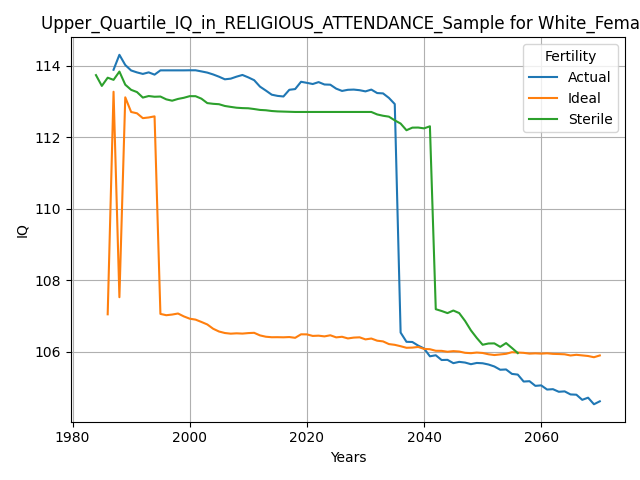 Upper_Quartile_IQ_in_RELIGIOUS_ATTENDANCE_Sample for White_Fema
Fertility
Actual
Ideal
Sterile
IQ
114
112
110
108
106
1980 2000 2020 2040 2060
Years